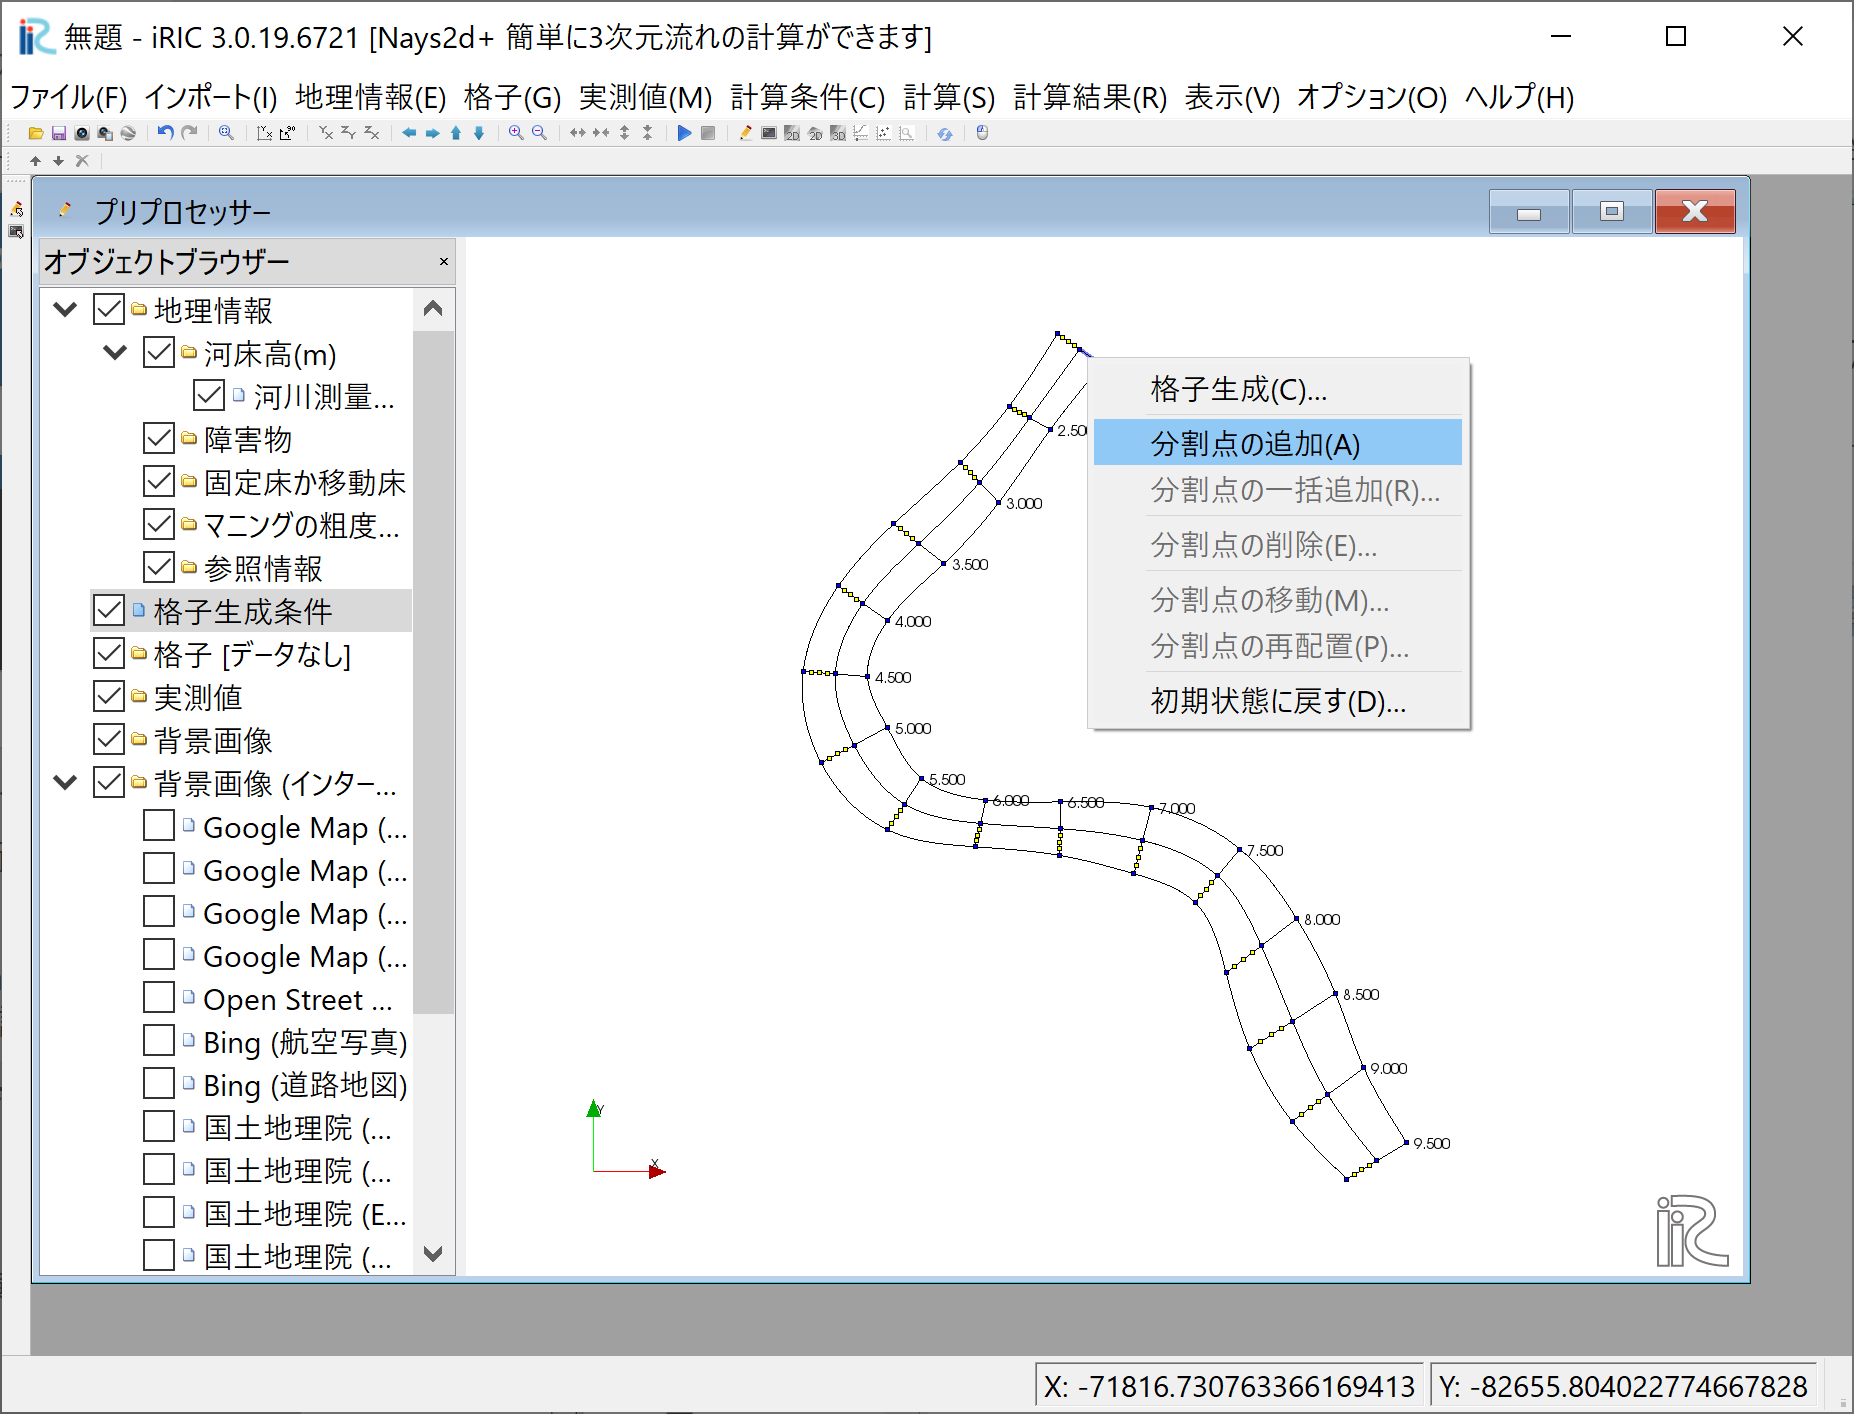 無題 - iRIC 3.0.19.6721 [Nays2d+ 簡単に3次元流れの計算ができます]
ファイル(F) インポート(I) 地理情報(E) 格子(G) 実測値(M) 計算条件(C) 計算(S) 計算結果(R) 表示(V) オプション(O) ヘルプ(H)
プリプロセッサー
オブジェクトブラウザー
地理情報
河床高(m)
河川測量...
障害物
固定床か移動床
マニングの粗度...
参照情報
格子生成条件
格子 [データなし]
実測値
背景画像
背景画像 (インター...
Google Map (...
Google Map (...
Google Map (...
Google Map (...
Open Street ...
Bing (航空写真)
Bing (道路地図)
国土地理院 (...
国土地理院 (...
国土地理院 (E...
国土地理院 (...
格子生成(C)...
分割点の追加(A)
分割点の一括追加(R)...
分割点の削除(E)...
分割点の移動(M)...
分割点の再配置(P)...
初期状態に戻す(D)...
2.500
3.000
3.500
4.000
4.500
5.000
5.500
6.000
6.500
7.000
7.500
8.000
8.500
9.000
9.500
Y
X
iRIC
X: -71816.730763366169413
Y: -82655.804022774667828